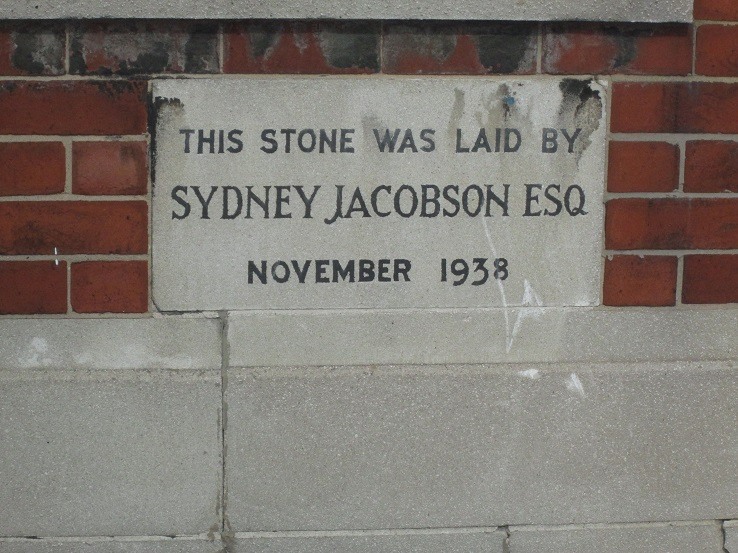 THIS STONE WAS LAID BY
SYDNEY JACOBSON ESQ
NOVEMBER 1938